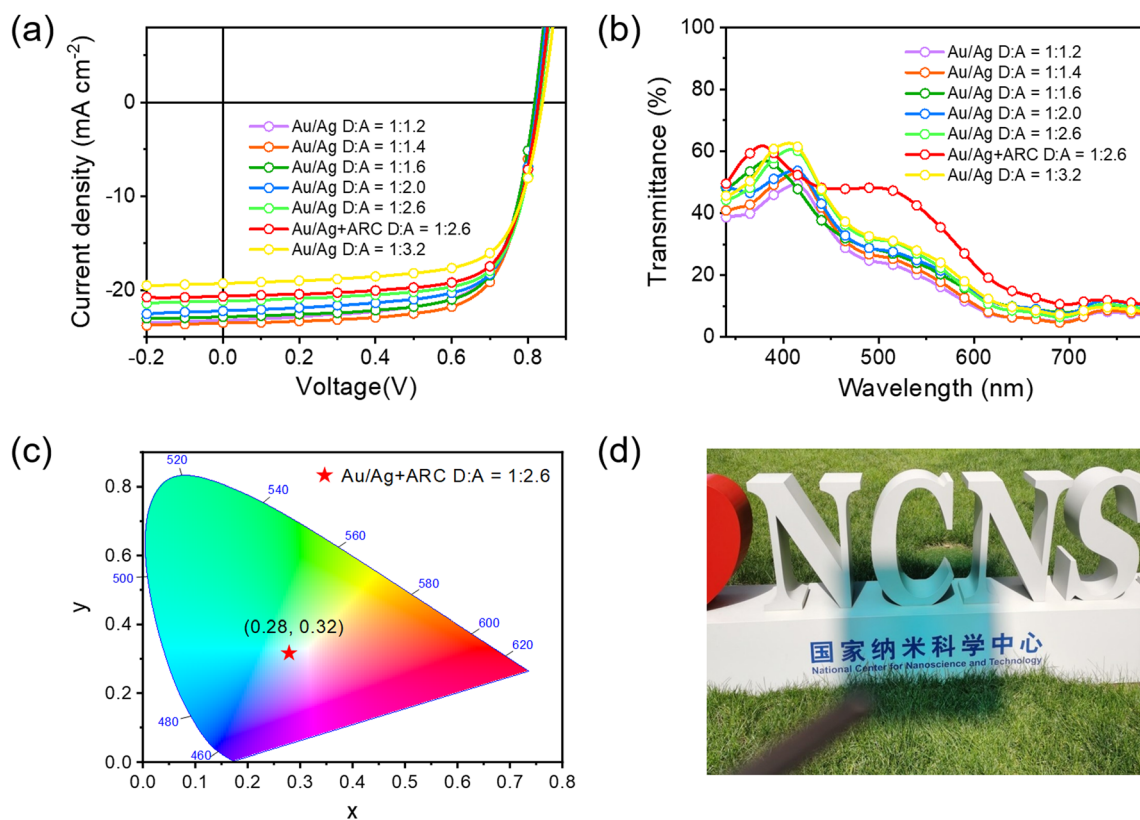 (a)
Current density (mA cm⁻²)
0
-10
-20
Au/Ag D:A = 1:1.2
Au/Ag D:A = 1:1.4
Au/Ag D:A = 1:1.6
Au/Ag D:A = 1:2.0
Au/Ag D:A = 1:2.6
Au/Ag+ARC D:A = 1:2.6
Au/Ag D:A = 1:3.2
-0.2 0.0 0.2 0.4 0.6 0.8
Voltage(V)
(b)
Transmittance (%)
100
80
60
40
20
0
Au/Ag D:A = 1:1.2
Au/Ag D:A = 1:1.4
Au/Ag D:A = 1:1.6
Au/Ag D:A = 1:2.0
Au/Ag D:A = 1:2.6
Au/Ag+ARC D:A = 1:2.6
Au/Ag D:A = 1:3.2
400 500 600 700
Wavelength (nm)
(c)
y
0.8
0.6
0.4
0.2
0.0
Au/Ag+ARC D:A = 1:2.6
520
540
560
500
580
600
620
(0.28, 0.32)
480
460
0.0 0.1 0.2 0.3 0.4 0.5 0.6 0.7 0.8
x
(d)
NCNS
国家纳米科学中心
National Center for Nanoscience and Technology